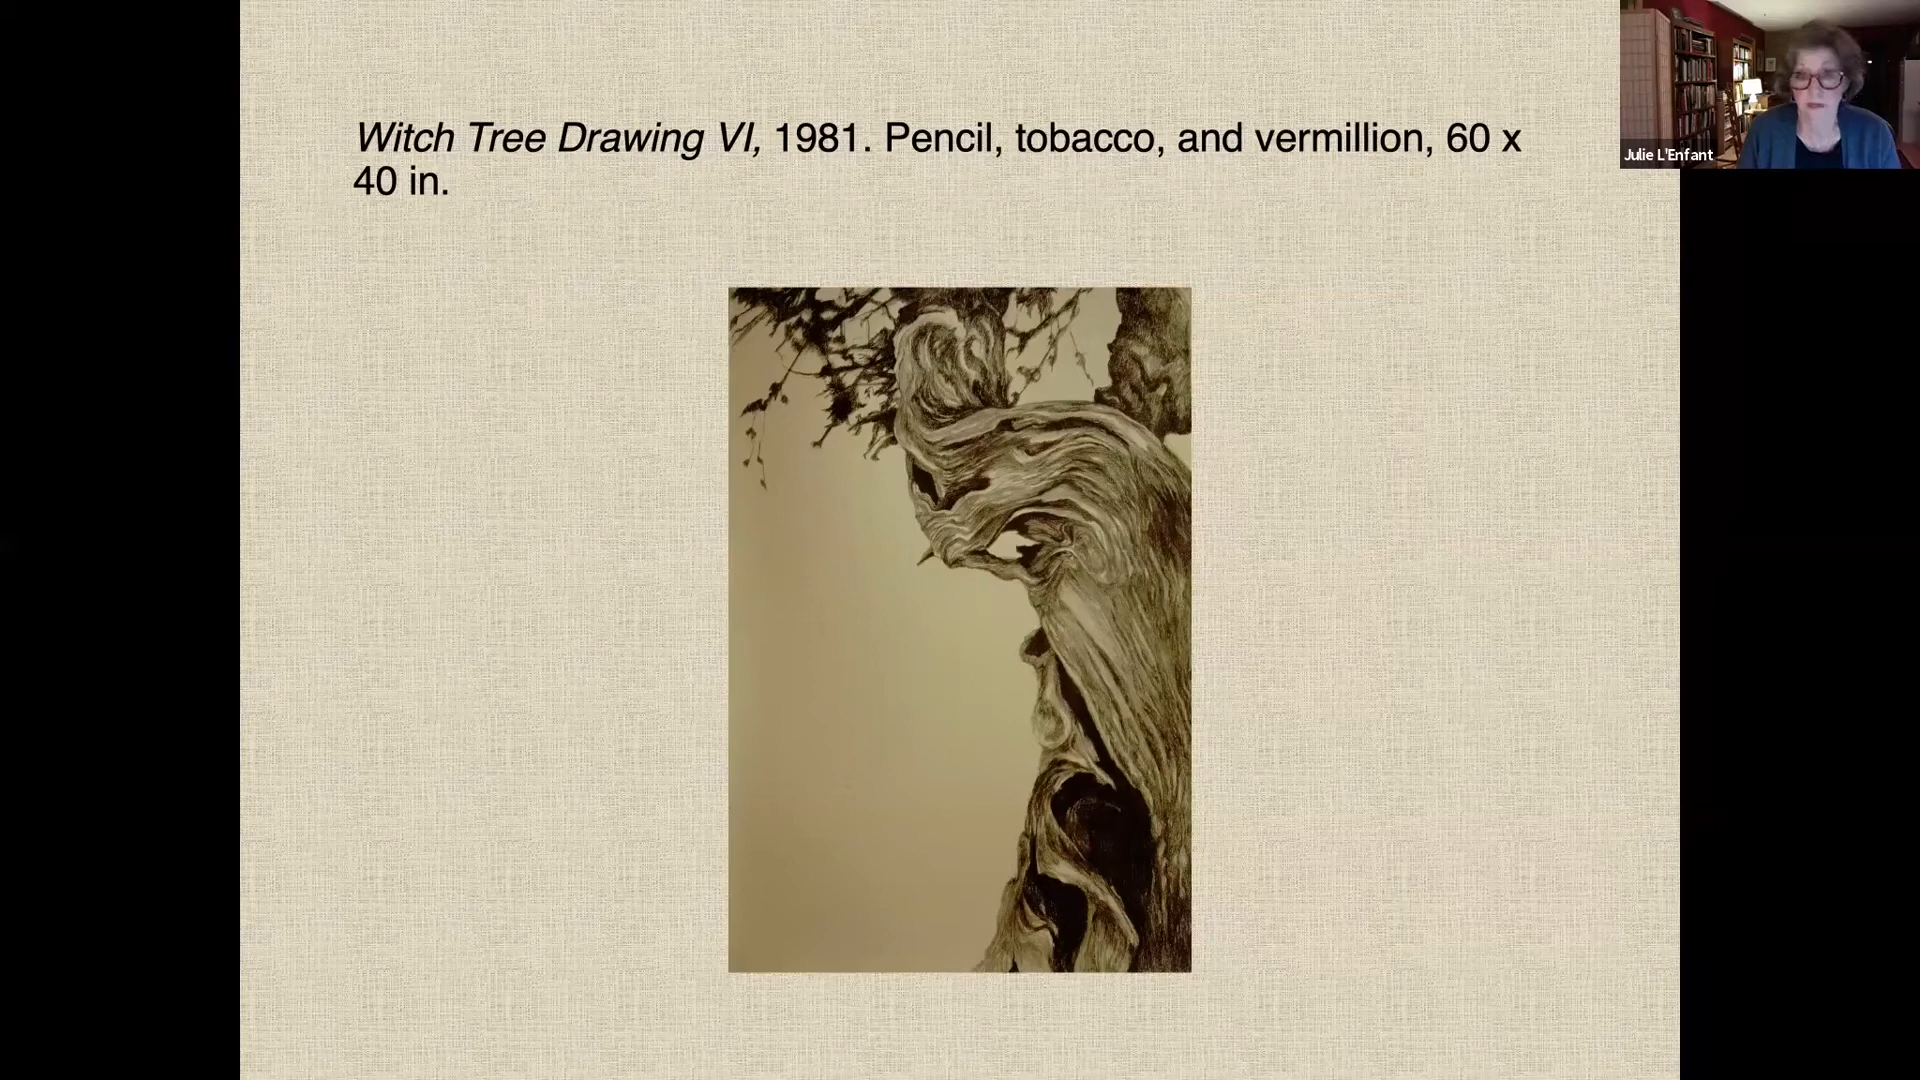 Witch Tree Drawing VI, 1981. Pencil, tobacco, and vermillion, 60 x
40 in.
Julie L'Enfant